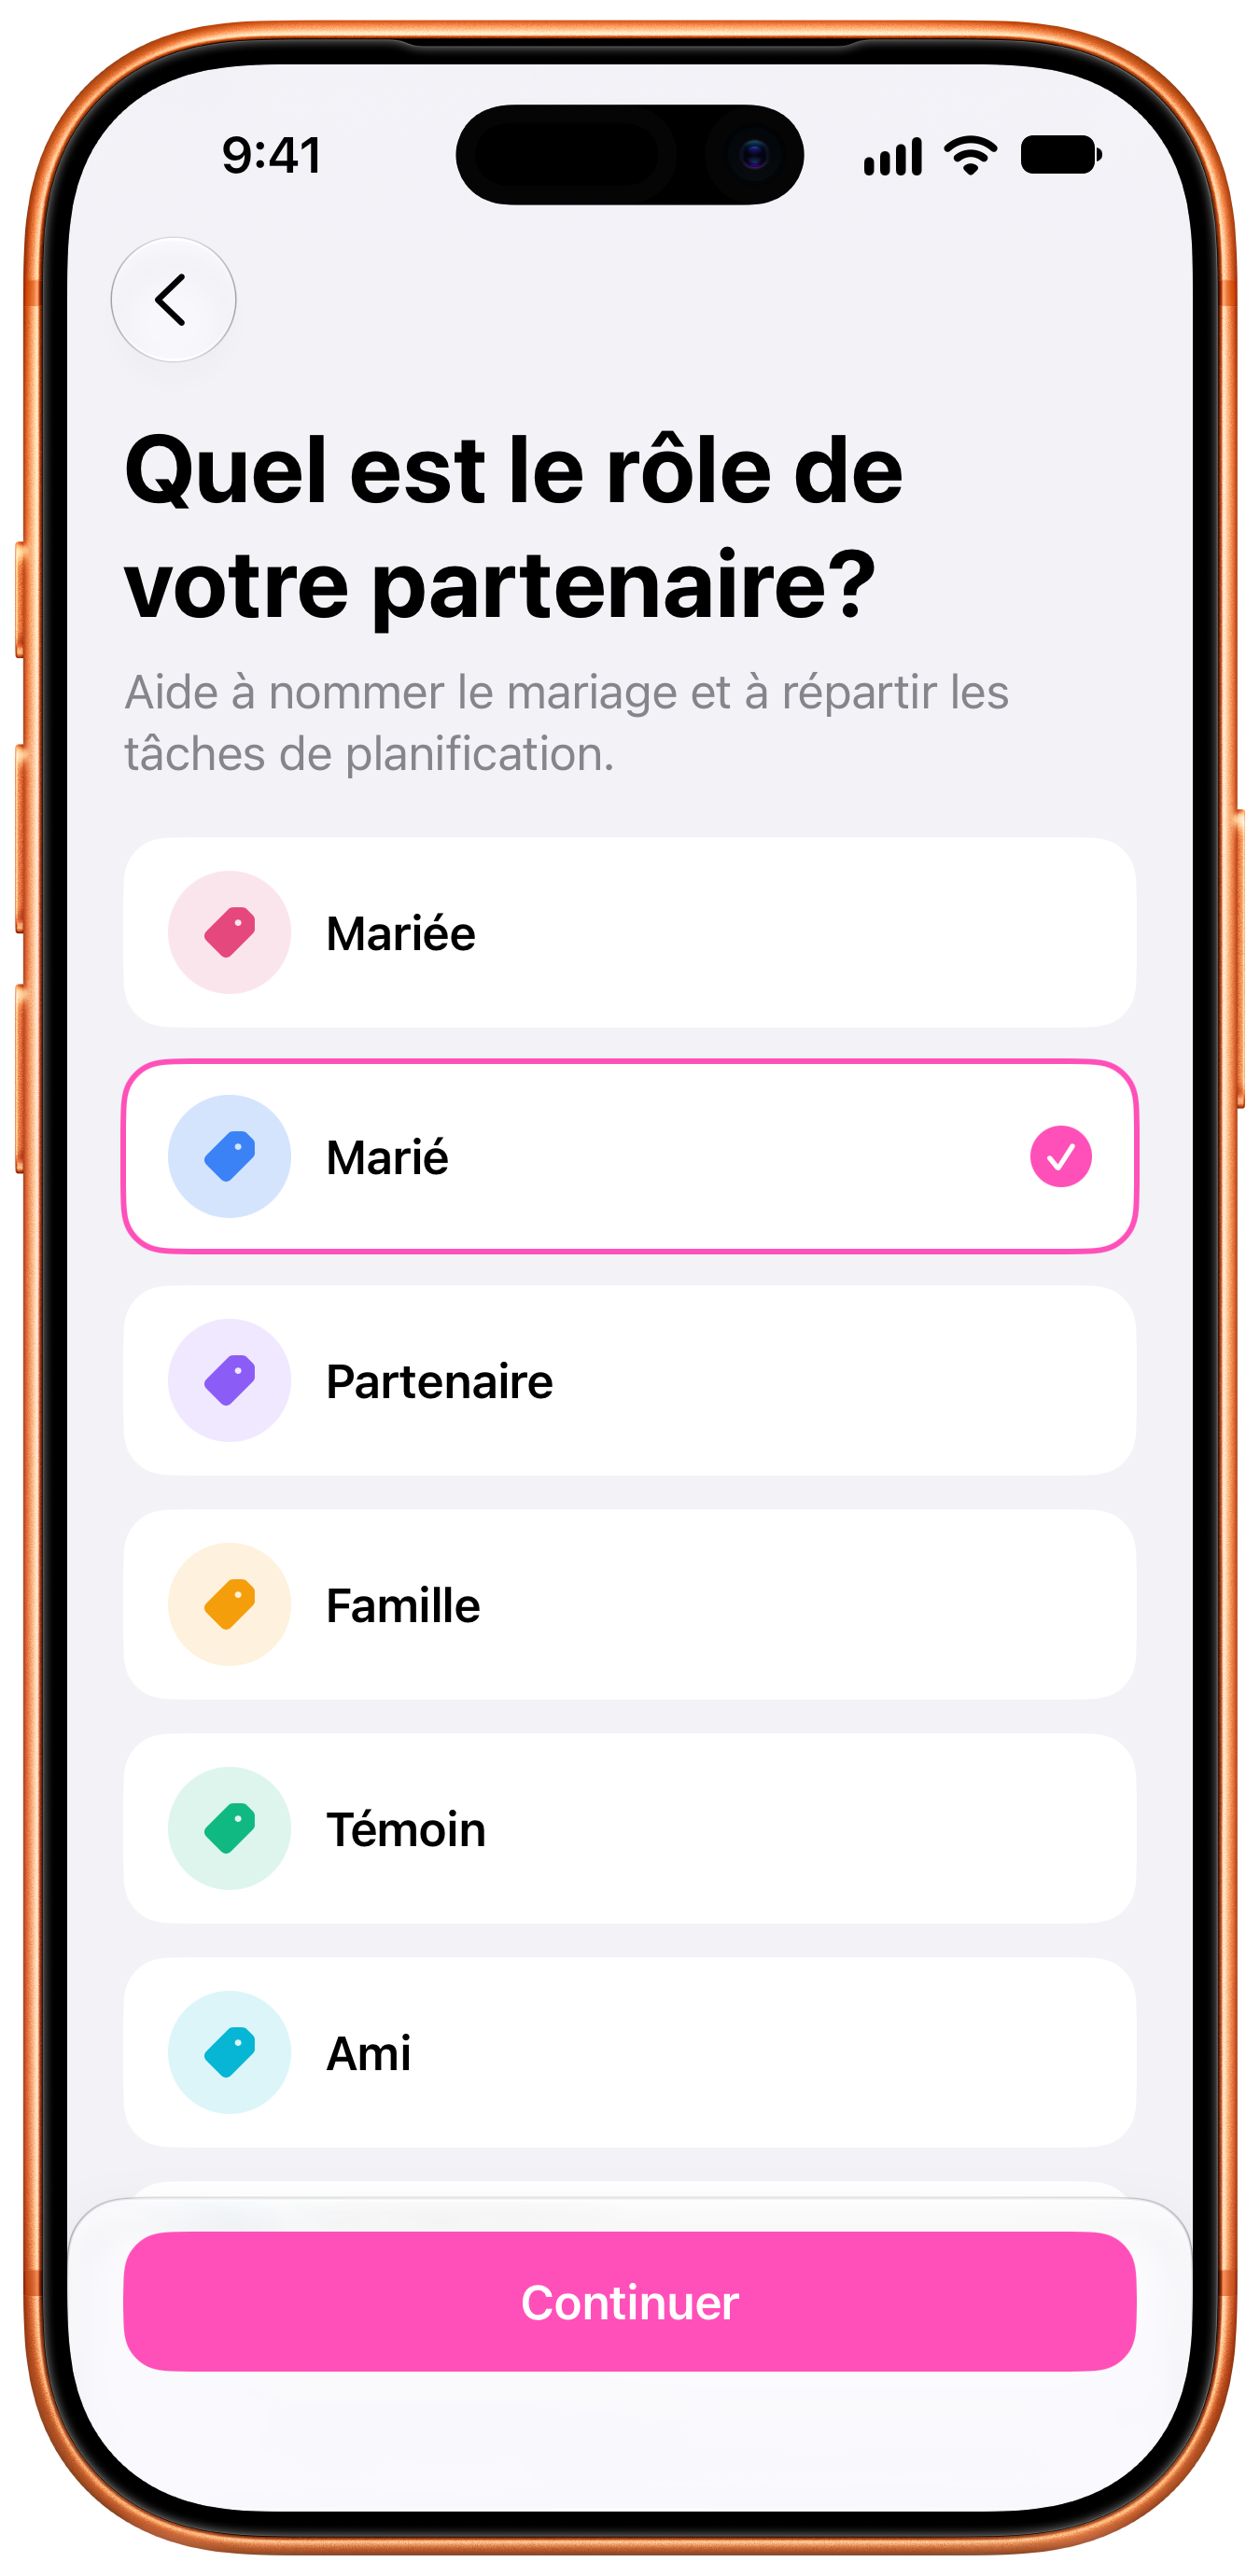 9:41
Quel est le rôle de
votre partenaire?
Aide à nommer le mariage et à répartir les
tâches de planification.
Mariée
Marié
Partenaire
Famille
Témoin
Ami
Continuer